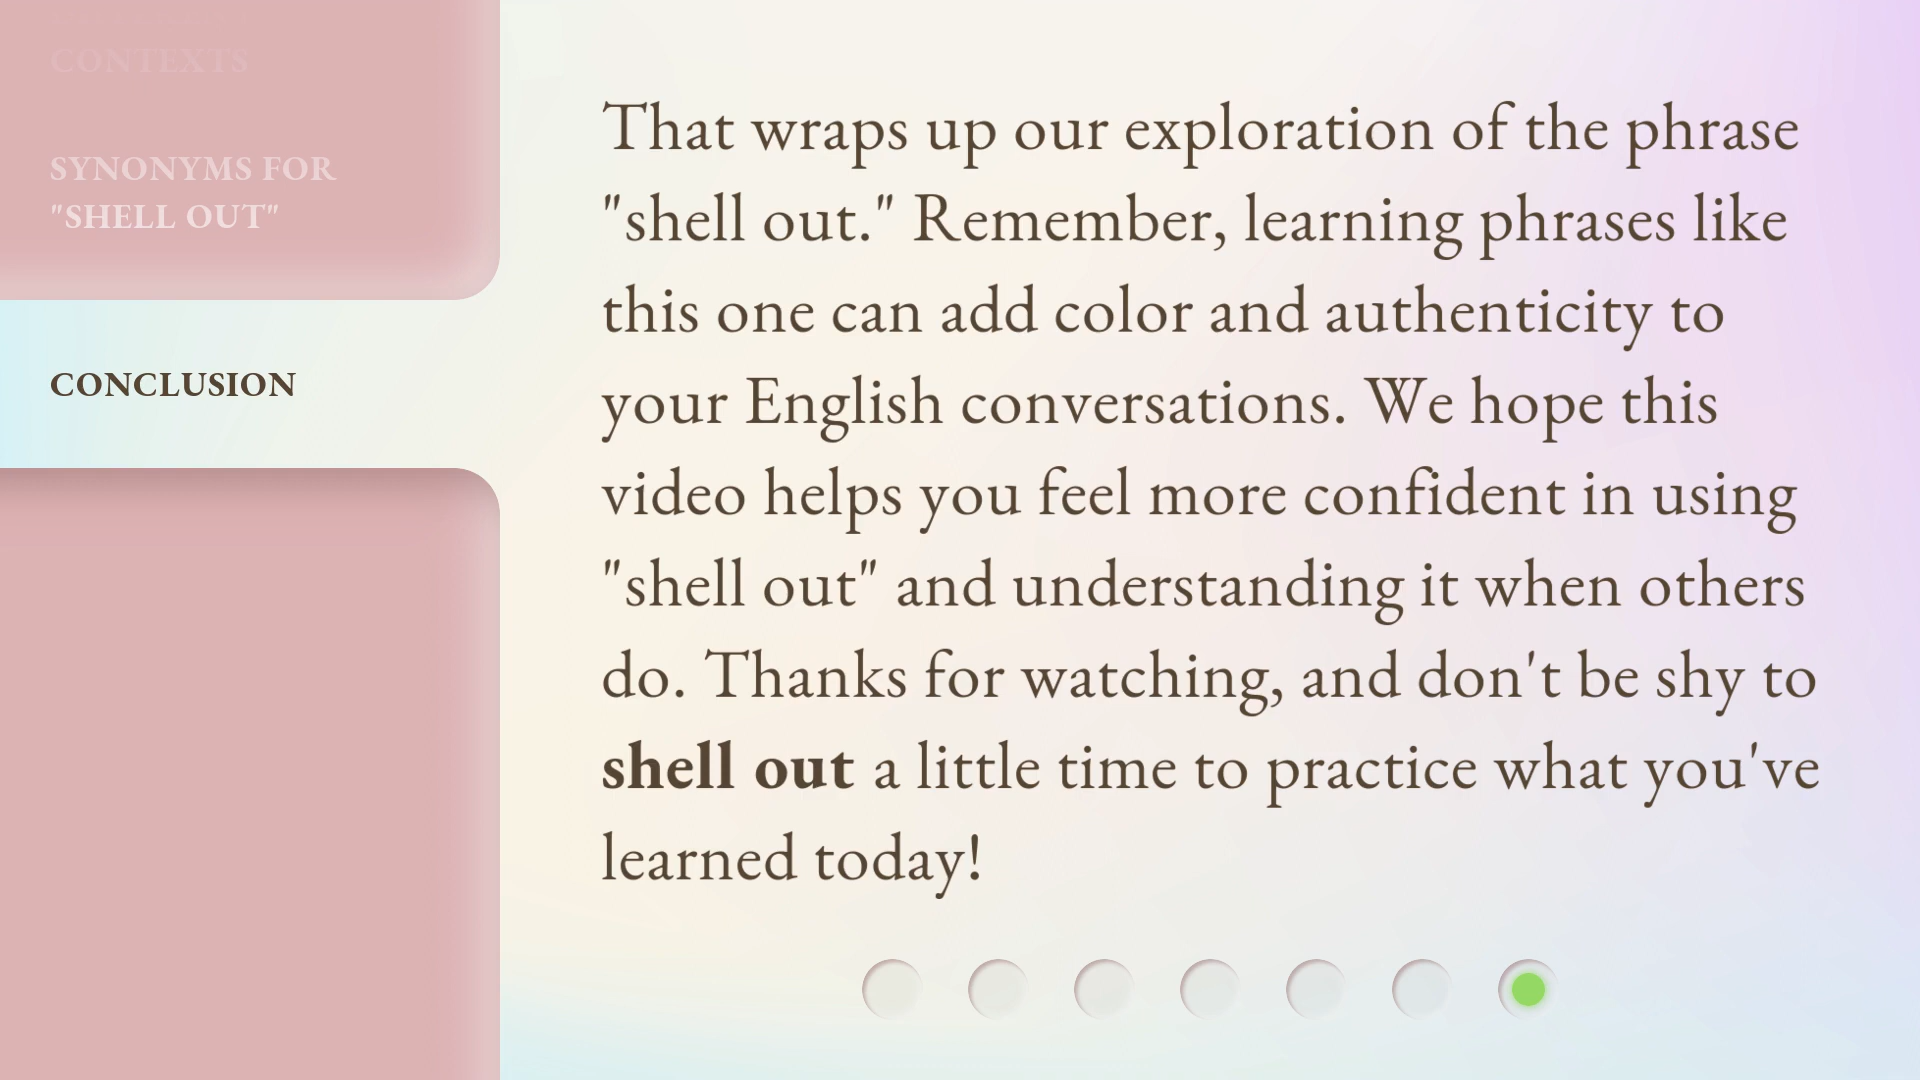 CONTEXTS
SYNONYMS FOR
"SHELL OUT"
CONCLUSION
That wraps up our exploration of the phrase
"shell out." Remember, learning phrases like
this one can add color and authenticity to
your English conversations. We hope this
video helps you feel more confident in using
"shell out" and understanding it when others
do. Thanks for watching, and don't be shy to
shell out a little time to practice what you've
learned today!